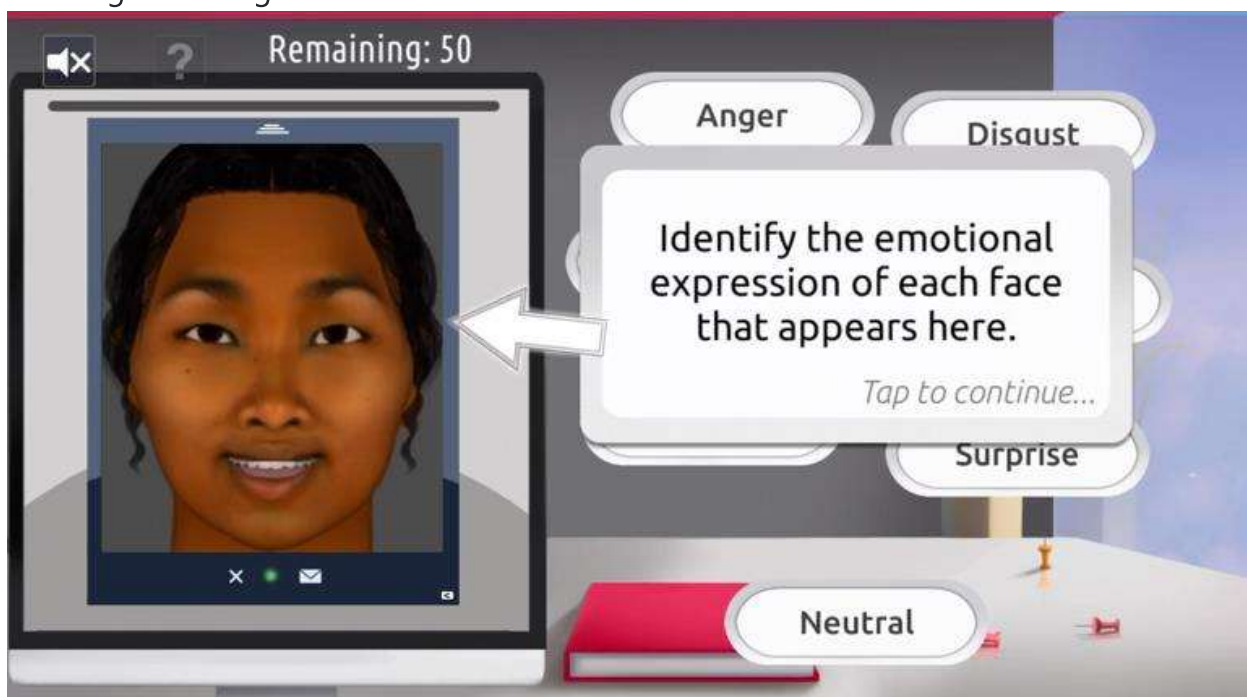 Remaining: 50
Anger
Disgust
Identify the emotional
expression of each face
that appears here.
Tap to continue...
Surprise
Neutral